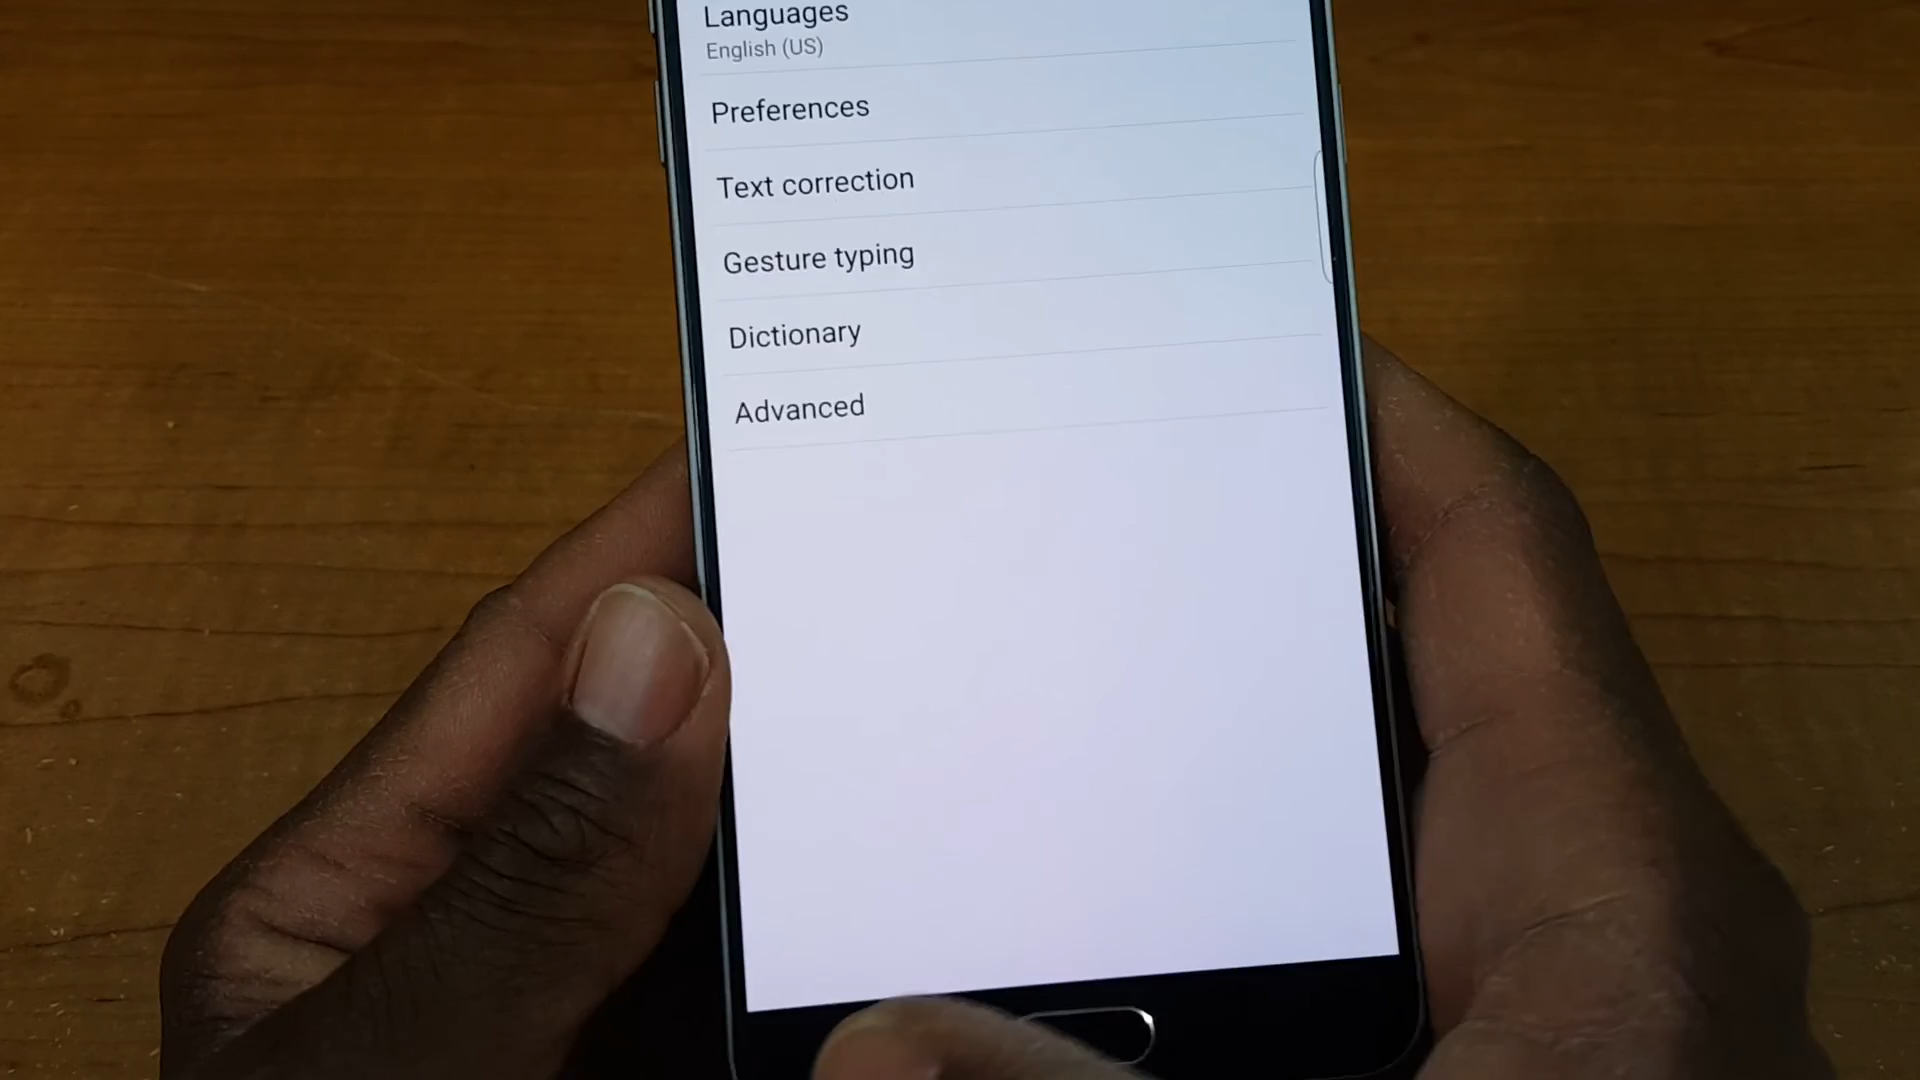 Languages
English (US)
Preferences
Text correction
Gesture typing
Dictionary
Advanced